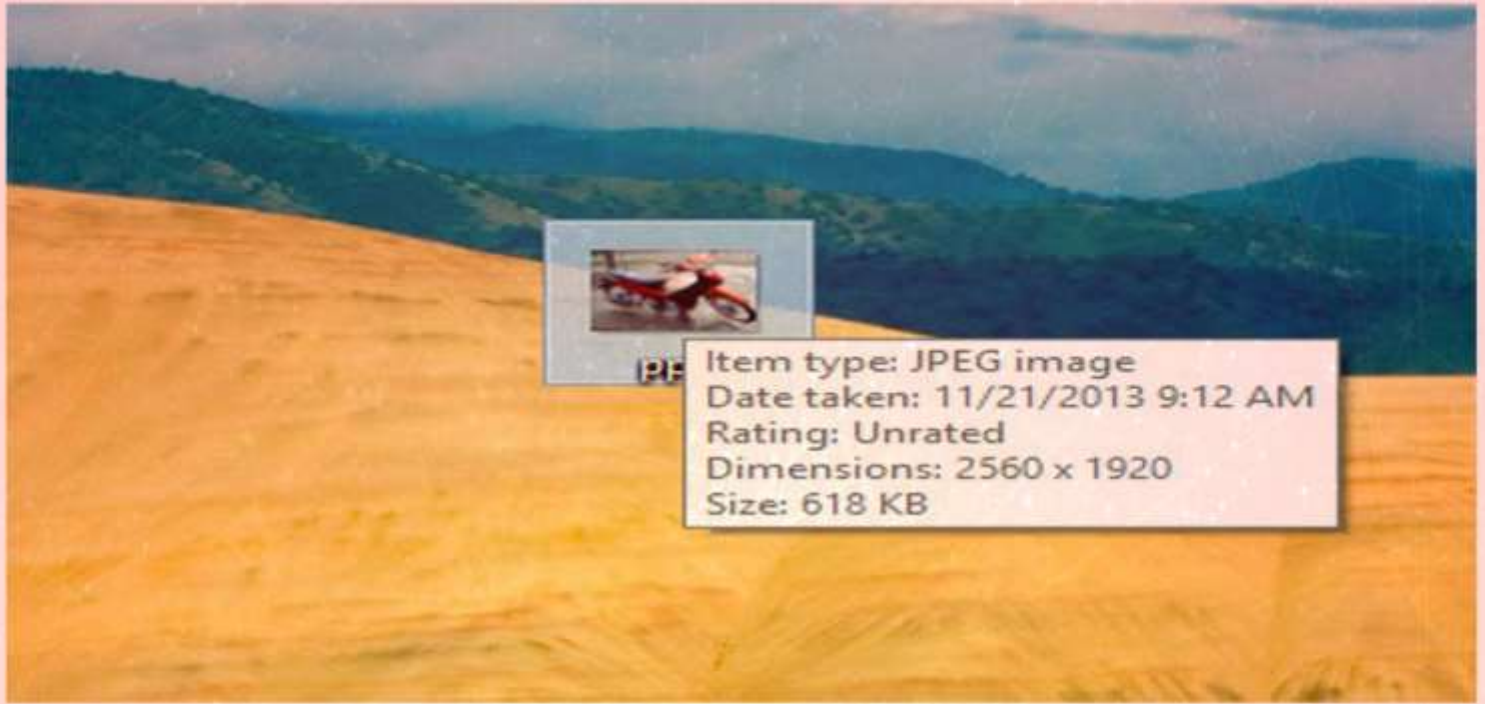 Item type: JPEG image
Date taken: 11/21/2013 9:12 AM
Rating: Unrated
Dimensions: 2560 x 1920
Size: 618 KB